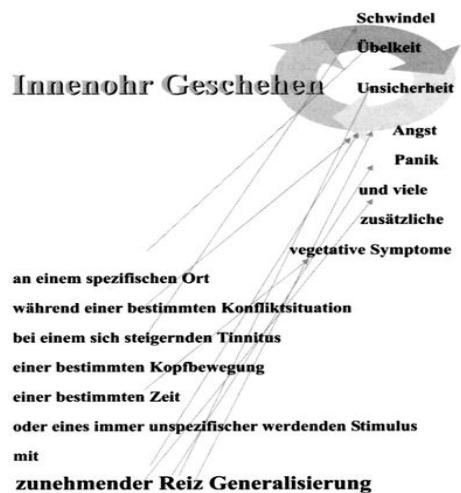 Schwindel
Übelkeit
Innenohr Geschehen
Unsicherheit
Angst
Panik
und viele
zusätzliche
vegetative Symptome
an einem spezifischen Ort
während einer bestimmten Konfliktsituation
bei einem sich steigernden Tinnitus
einer bestimmten Kopfbewegung
einer bestimmten Zeit
oder eines immer unspezifischer werdenden Stimulus
mit
zunehmender Reiz Generalisierung